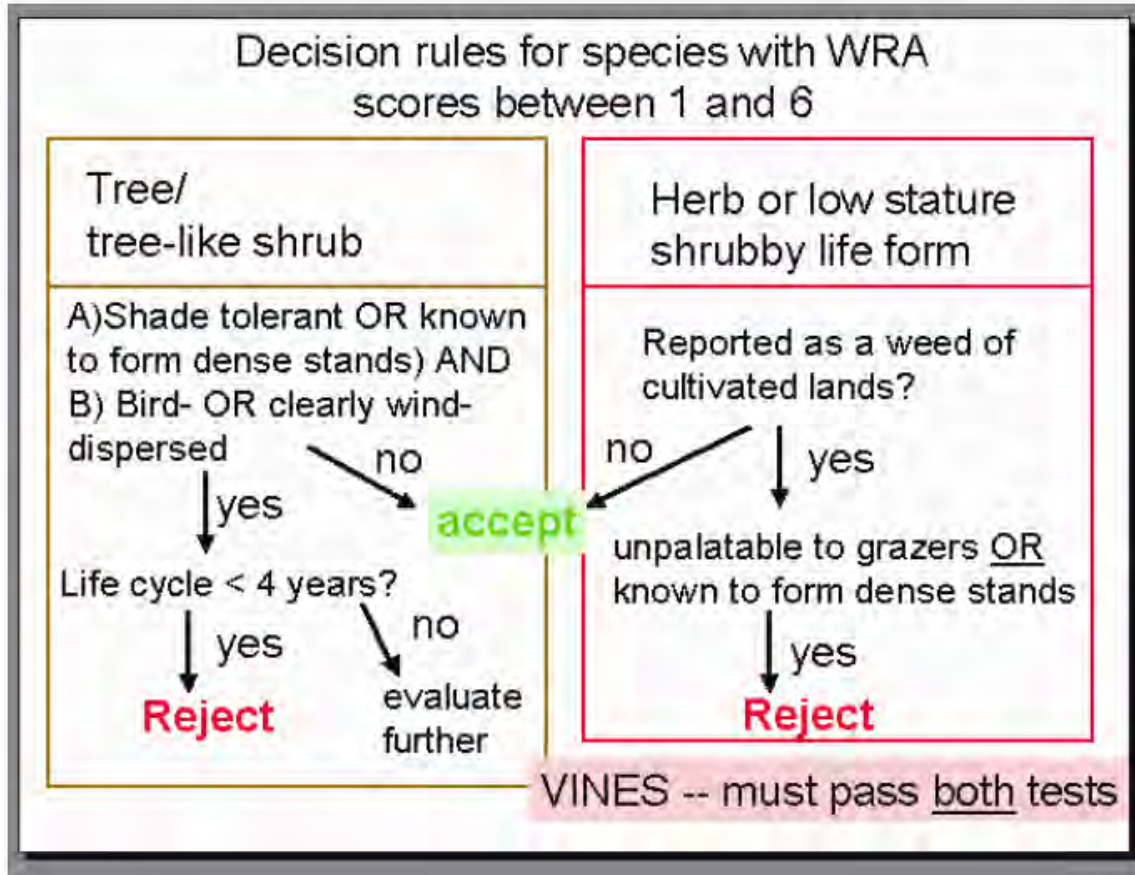 Decision rules for species with WRA
scores between 1 and 6
Tree/
tree-like shrub
A)Shade tolerant OR known
to form dense stands) AND
B) Bird- OR clearly wind-
dispersed
no
yes
accept
Life cycle < 4 years?
yes
no
Reject
evaluate
further
Herb or low stature
shrubby life form
Reported as a weed of
cultivated lands?
no
yes
unpalatable to grazers OR
known to form dense stands
yes
Reject
VINES -- must pass both tests